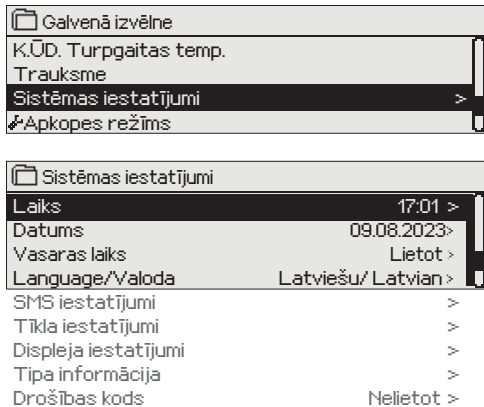 Galvenā izvēlne
K.ŪD. Turpgaitas temp.
Trauksme
Sistēmas iestatījumi >
Apkopes režīms
Sistēmas iestatījumi
Laiks 17:01 >
Datums 09.08.2023>
Vasaras laiks Lietot >
Language/Valoda Latviešu/ Latvian >
SMS iestatījumi >
Tīkla iestatījumi >
Displeja iestatījumi >
Tipa informācija >
Drošības kods Nelietot >